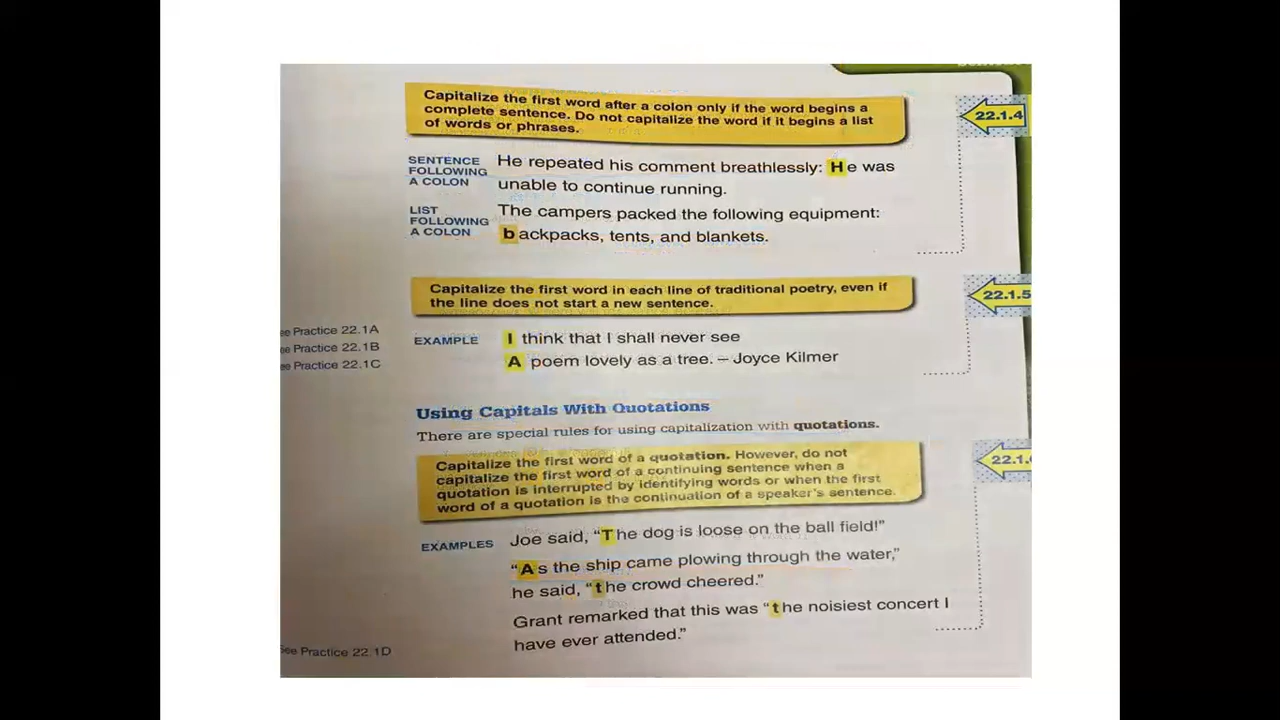 Capitalize the first word after a colon only if the word begins a
complete sentence. Do not capitalize the word if it begins a list
of words or phrases.
22.1.4
SENTENCE
FOLLOWING
A COLON
He repeated his comment breathlessly: He was
unable to continue running.
LIST
FOLLOWING
A COLON
The campers packed the following equipment:
backpacks, tents, and blankets.
Capitalize the first word in each line of traditional poetry, even if
the line does not start a new sentence.
22.1.5
ee Practice 22.1A
ee Practice 22.1B
ee Practice 22.1C
EXAMPLE
I think that I shall never see
A poem lovely as a tree. – Joyce Kilmer
Using Capitals With Quotations
There are special rules for using capitalization with quotations.
Capitalize the first word of a quotation. However, do not
capitalize the first word of a continuing sentence when a
quotation is interrupted by identifying words or when the first
word of a quotation is the continuation of a speaker's sentence.
22.1.
EXAMPLES
Joe said, “The dog is loose on the ball field!”
“As the ship came plowing through the water,”
he said, “the crowd cheered.”
Grant remarked that this was “the noisiest concert I
have ever attended.”
See Practice 22.1D